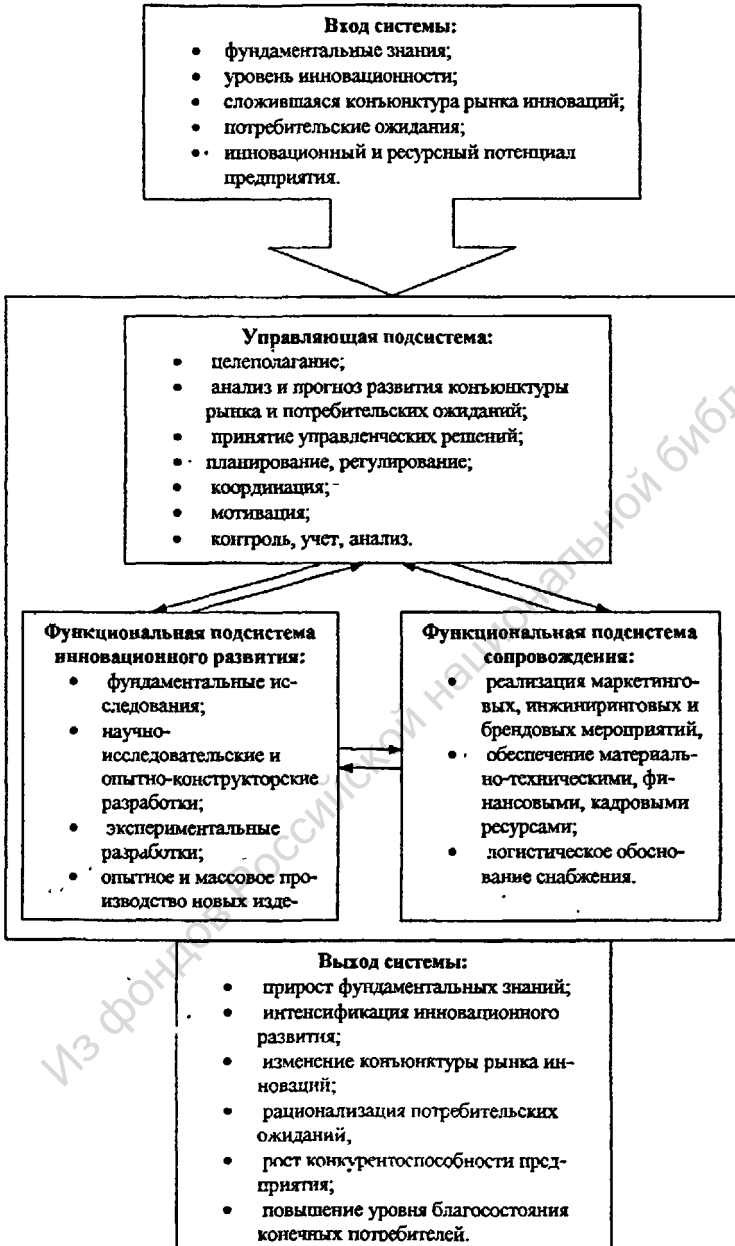 Вход системы:
• фундаментальные знания;
• уровень инновационности;
• сложившаяся конъюнктура рынка инноваций;
• потребительские ожидания;
• инновационный и ресурсный потенциал
предприятия.
Управляющая подсистема:
• целеполагание;
• анализ и прогноз развития конъюнктуры
рынка и потребительских ожиданий;
• принятие управленческих решений;
• планирование, регулирование;
• координация;
• мотивация;
• контроль, учет, анализ.
Функциональная подсистема
инновационного развития:
• фундаментальные ис-
следования;
• научно-
исследовательские и
опытно-конструкторские
разработки;
• экспериментальные
разработки;
• опытное и массовое про-
изводство новых изде-
Функциональная подсистема
сопровождения:
• реализация маркетинго-
вых, инжиниринговых и
брендовых мероприятий,
• обеспечение материаль-
но-техническими, фи-
нансовыми, кадровыми
ресурсами;
• логистическое обосно-
вание снабжения.
Выход системы:
• прирост фундаментальных знаний;
• интенсификация инновационного
развития;
• изменение конъюнктуры рынка ин-
новаций;
• рационализация потребительских
ожиданий,
• рост конкурентоспособности пред-
приятия;
• повышение уровня благосостояния
конечных потребителей.
Из фондов Российской национальной библ